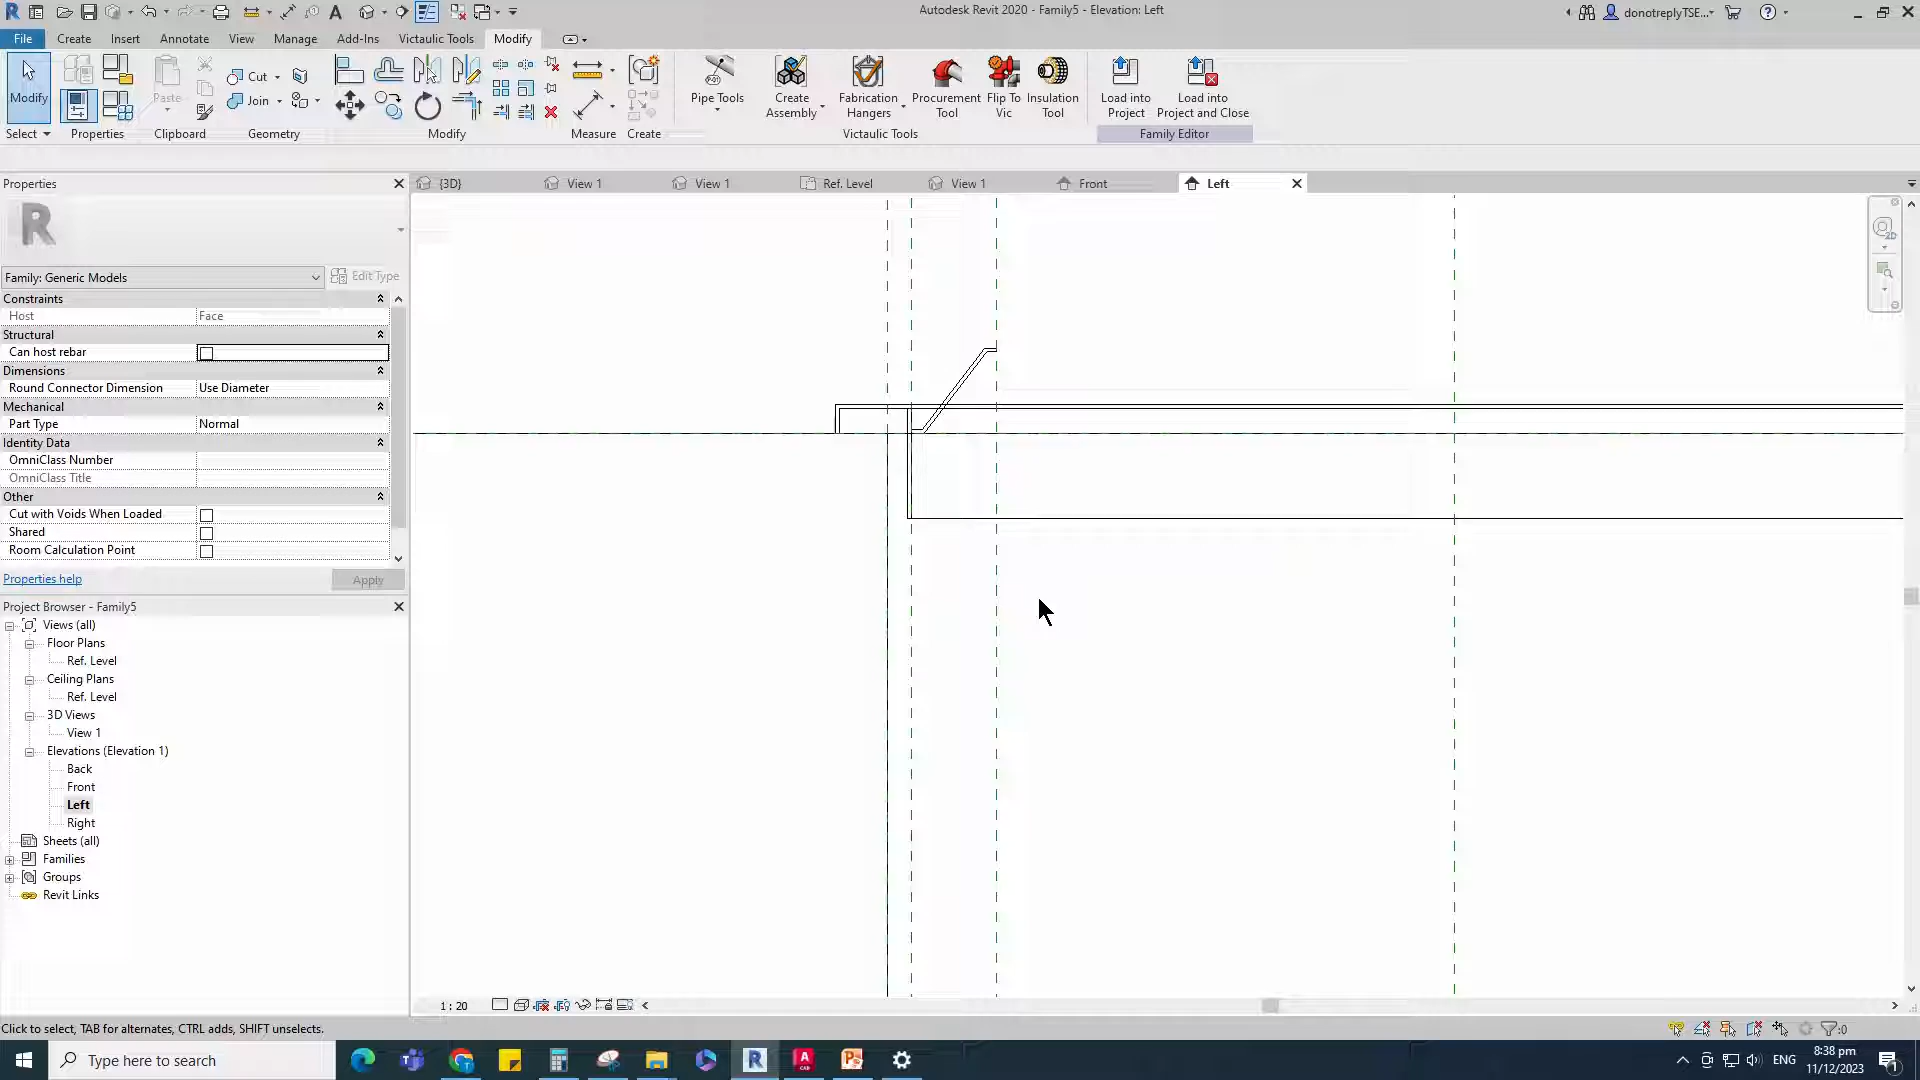 Autodesk Revit 2020 - Family5 - Elevation: Left
donotreplyTSE...
File Create Insert Annotate View Manage Add-Ins Victaulic Tools Modify
Modify
Paste
Cut
Join
Pipe Tools
Create Assembly
Fabrication Hangers
Procurement Tool
Flip To Vic
Insulation Tool
Load into Project
Load into Project and Close
Select Properties Clipboard Geometry Modify Measure Create Victaulic Tools Family Editor
Properties
{3D} View 1 View 1 Ref. Level View 1 Front Left
R
Family: Generic Models Edit Type
Constraints
Host Face
Structural
Can host rebar
Dimensions
Round Connector Dimension Use Diameter
Mechanical
Part Type Normal
Identity Data
OmniClass Number
OmniClass Title
Other
Cut with Voids When Loaded
Shared
Room Calculation Point
Properties help Apply
Project Browser - Family5
Views (all)
Floor Plans
Ref. Level
Ceiling Plans
Ref. Level
3D Views
View 1
Elevations (Elevation 1)
Back
Front
Left
Right
Sheets (all)
Families
Groups
Revit Links
1 : 20
Click to select, TAB for alternates, CTRL adds, SHIFT unselects.
:0
Type here to search
ENG
8:38 pm
11/12/2023